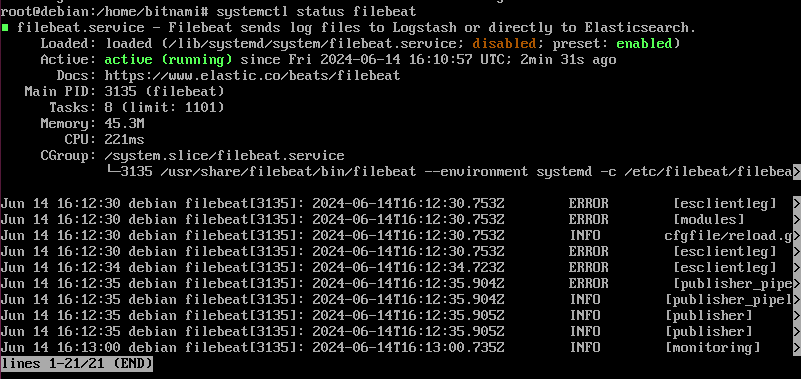 root@debian:/home/bitnami# systemctl status filebeat
■ filebeat.service - Filebeat sends log files to Logstash or directly to Elasticsearch.
Loaded: loaded (/lib/systemd/system/filebeat.service; disabled; preset: enabled)
Active: active (running) since Fri 2024-06-14 16:10:57 UTC; 2min 31s ago
Docs: https://www.elastic.co/beats/filebeat
Main PID: 3135 (filebeat)
Tasks: 8 (limit: 1101)
Memory: 45.3M
CPU: 221ms
CGroup: /system.slice/filebeat.service
└─3135 /usr/share/filebeat/bin/filebeat --environment systemd -c /etc/filebeat/filebea>
Jun 14 16:12:30 debian filebeat[3135]: 2024-06-14T16:12:30.753Z ERROR [esclientleg] >
Jun 14 16:12:30 debian filebeat[3135]: 2024-06-14T16:12:30.753Z ERROR [modules] >
Jun 14 16:12:30 debian filebeat[3135]: 2024-06-14T16:12:30.753Z INFO cfgfile/reload.g>
Jun 14 16:12:30 debian filebeat[3135]: 2024-06-14T16:12:30.753Z ERROR [esclientleg] >
Jun 14 16:12:34 debian filebeat[3135]: 2024-06-14T16:12:34.723Z ERROR [esclientleg] >
Jun 14 16:12:35 debian filebeat[3135]: 2024-06-14T16:12:35.904Z ERROR [publisher_pipe>
Jun 14 16:12:35 debian filebeat[3135]: 2024-06-14T16:12:35.904Z INFO [publisher_pipel>
Jun 14 16:12:35 debian filebeat[3135]: 2024-06-14T16:12:35.905Z INFO [publisher] >
Jun 14 16:12:35 debian filebeat[3135]: 2024-06-14T16:12:35.905Z INFO [publisher] >
Jun 14 16:13:00 debian filebeat[3135]: 2024-06-14T16:13:00.735Z INFO [monitoring] >
lines 1-21/21 (END)